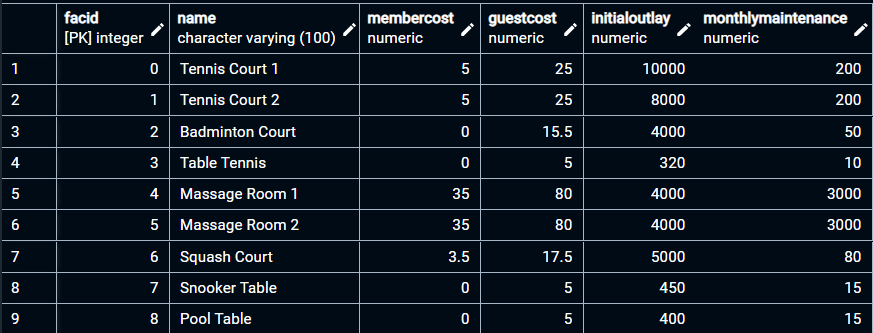 facid name membercost guestcost initialoutlay monthlymaintenance
[PK] integer character varying (100) numeric numeric numeric numeric
1 0 Tennis Court 1 5 25 10000 200
2 1 Tennis Court 2 5 25 8000 200
3 2 Badminton Court 0 15.5 4000 50
4 3 Table Tennis 0 5 320 10
5 4 Massage Room 1 35 80 4000 3000
6 5 Massage Room 2 35 80 4000 3000
7 6 Squash Court 3.5 17.5 5000 80
8 7 Snooker Table 0 5 450 15
9 8 Pool Table 0 5 400 15